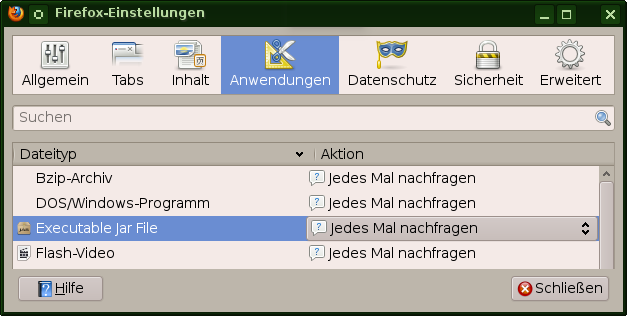 Firefox-Einstellungen
Allgemein Tabs Inhalt Anwendungen Datenschutz Sicherheit Erweitert
Suchen
Dateityp Aktion
Bzip-Archiv Jedes Mal nachfragen
DOS/Windows-Programm Jedes Mal nachfragen
Executable Jar File Jedes Mal nachfragen
Flash-Video Jedes Mal nachfragen
Hilfe Schließen